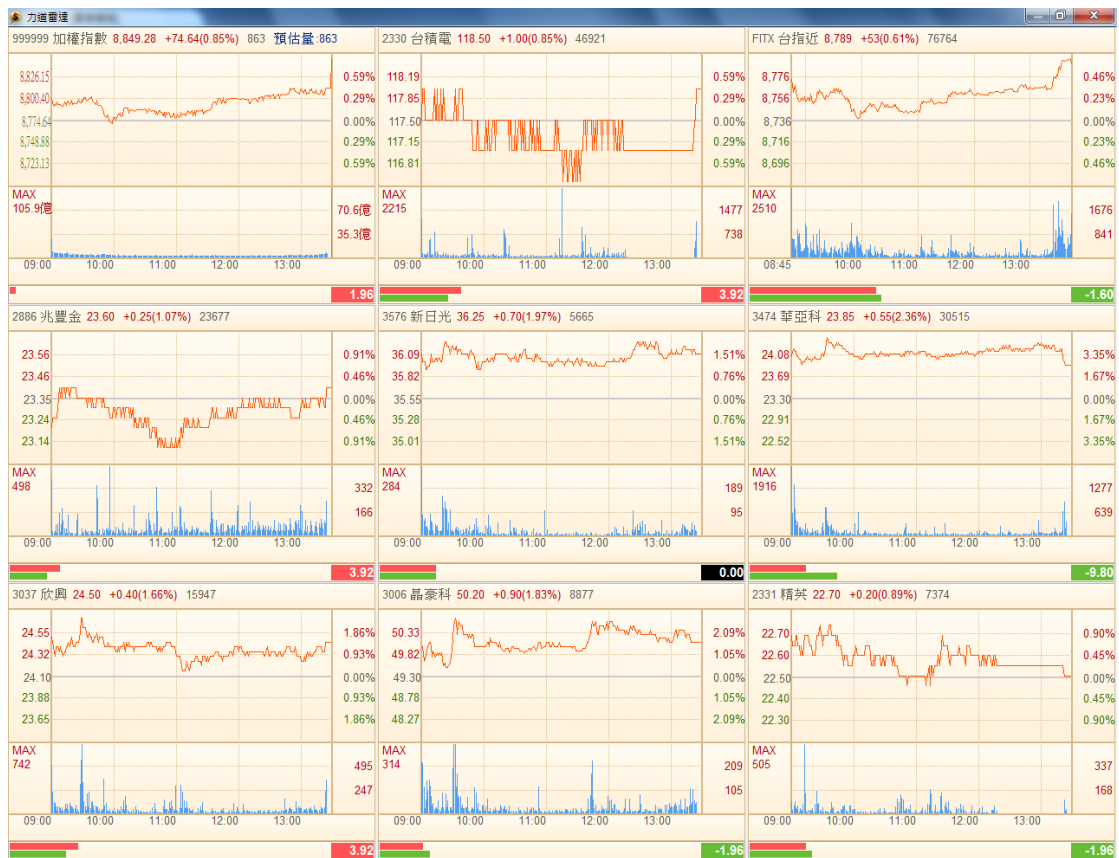 力道雷達
999999 加權指數 8,849.28 +74.64(0.85%) 863 預估量:863
8,826.15 0.59%
8,800.40 0.29%
8,774.64 0.00%
8,748.88 0.29%
8,723.13 0.59%
MAX
105.9億 70.6億
35.3億
09:00 10:00 11:00 12:00 13:00
1.96
2330 台積電 118.50 +1.00(0.85%) 46921
118.19 0.59%
117.85 0.29%
117.50 0.00%
117.15 0.29%
116.81 0.59%
MAX
2215 1477
738
09:00 10:00 11:00 12:00 13:00
3.92
FITX 台指近 8,789 +53(0.61%) 76764
8,776 0.46%
8,756 0.23%
8,736 0.00%
8,716 0.23%
8,696 0.46%
MAX
2510 1676
841
08:45 10:00 11:00 12:00 13:00
-1.60
2886 兆豐金 23.60 +0.25(1.07%) 23677
23.56 0.91%
23.46 0.46%
23.35 0.00%
23.24 0.46%
23.14 0.91%
MAX
498 332
166
09:00 10:00 11:00 12:00 13:00
3.92
3576 新日光 36.25 +0.70(1.97%) 5665
36.09 1.51%
35.82 0.76%
35.55 0.00%
35.28 0.76%
35.01 1.51%
MAX
284 189
95
09:00 10:00 11:00 12:00 13:00
0.00
3474 華亞科 23.85 +0.55(2.36%) 30515
24.08 3.35%
23.69 1.67%
23.30 0.00%
22.91 1.67%
22.52 3.35%
MAX
1916 1277
639
09:00 10:00 11:00 12:00 13:00
-9.80
3037 欣興 24.50 +0.40(1.66%) 15947
24.55 1.86%
24.32 0.93%
24.10 0.00%
23.88 0.93%
23.65 1.86%
MAX
742 495
247
09:00 10:00 11:00 12:00 13:00
3.92
3006 晶豪科 50.20 +0.90(1.83%) 8877
50.33 2.09%
49.82 1.05%
49.30 0.00%
48.78 1.05%
48.27 2.09%
MAX
314 209
105
09:00 10:00 11:00 12:00 13:00
-1.96
2331 精英 22.70 +0.20(0.89%) 7374
22.70 0.90%
22.60 0.45%
22.50 0.00%
22.40 0.45%
22.30 0.90%
MAX
505 337
168
09:00 10:00 11:00 12:00 13:00
-1.96